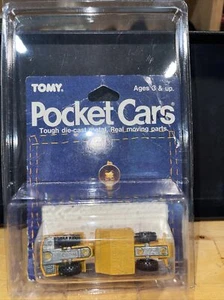 TOMY
Ages 3 & up.
Pocket Cars
Tough die-cast metal. Real moving parts.